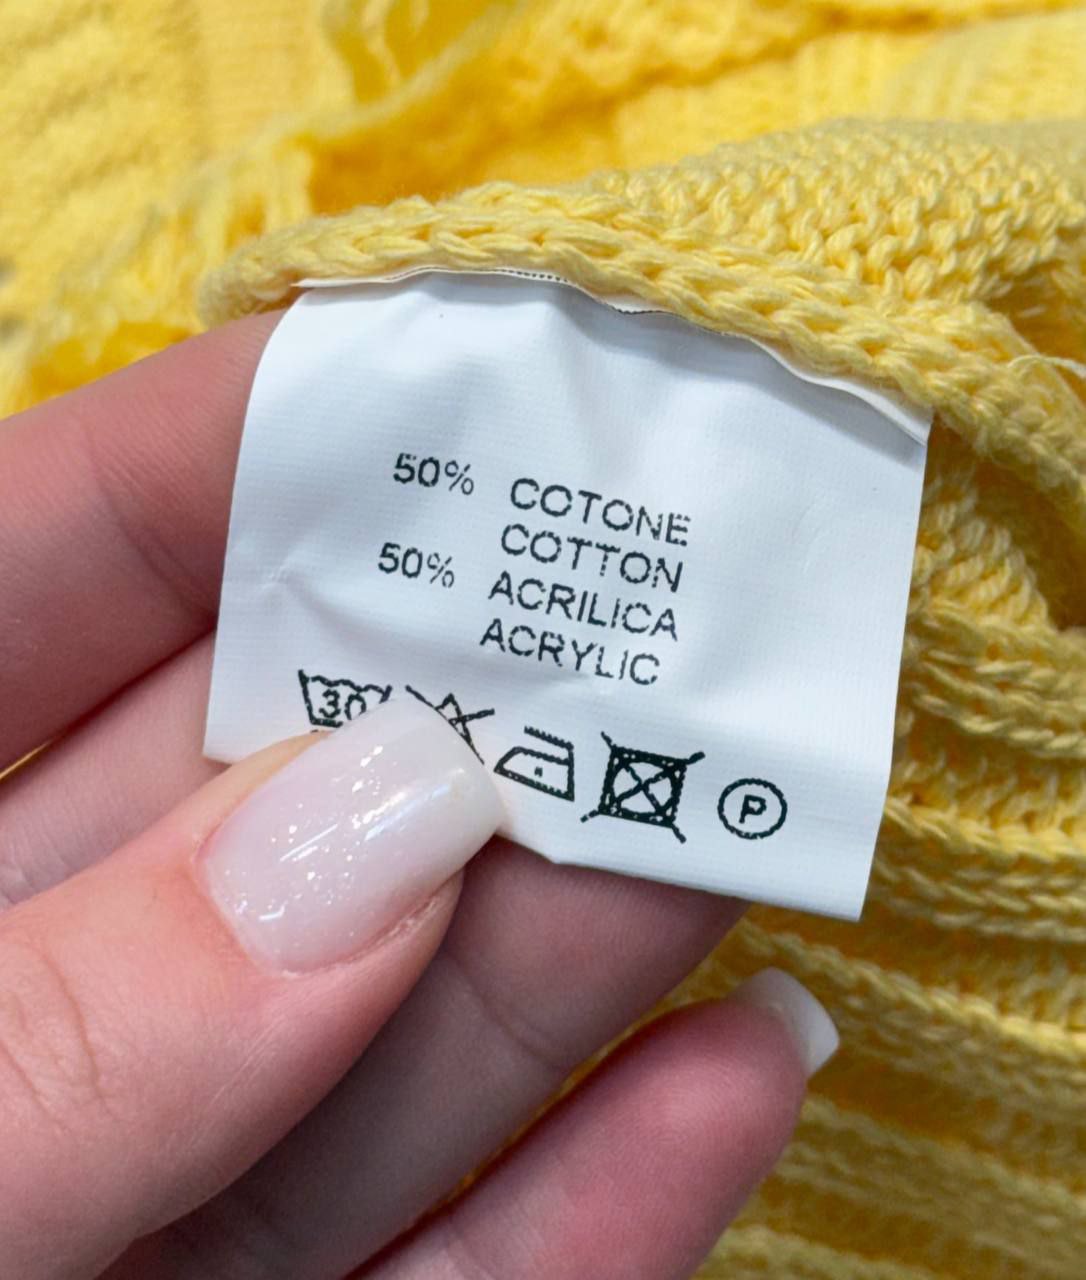 50% COTONE
COTTON
50% ACRILICA
ACRYLIC
30 P